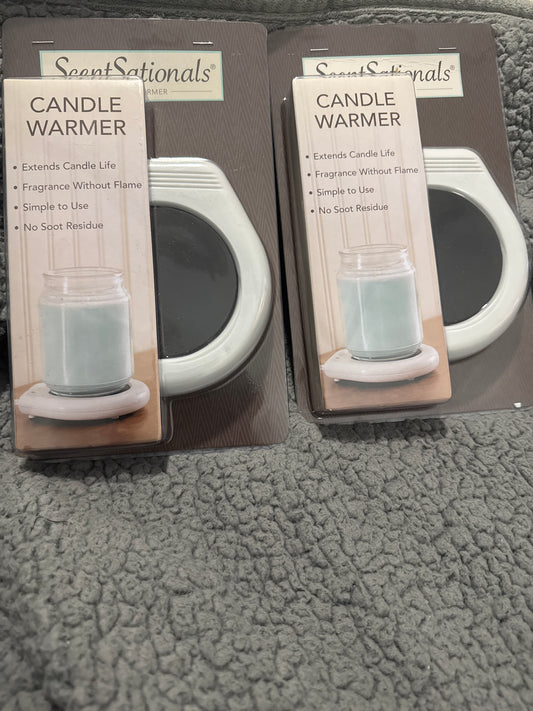 ScentSationals®
CANDLE
WARMER
• Extends Candle Life
• Fragrance Without Flame
• Simple to Use
• No Soot Residue
ScentSationals®
CANDLE
WARMER
• Extends Candle Life
• Fragrance Without Flame
• Simple to Use
• No Soot Residue